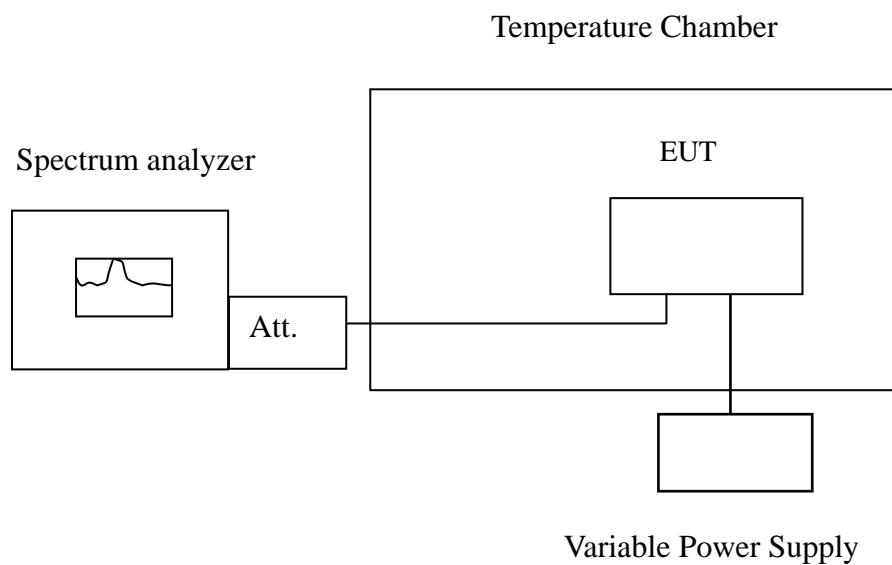 Temperature Chamber
Spectrum analyzer
EUT
Att.
Variable Power Supply